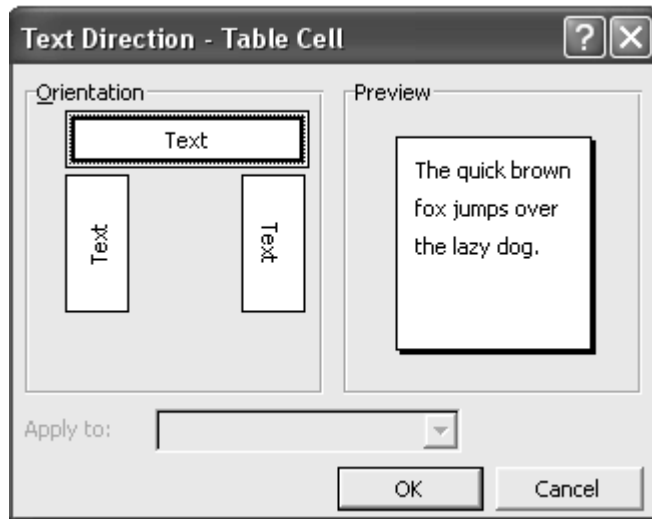 Text Direction - Table Cell
Orientation
Text
Text
Text
Preview
The quick brown
fox jumps over
the lazy dog.
Apply to:
OK
Cancel